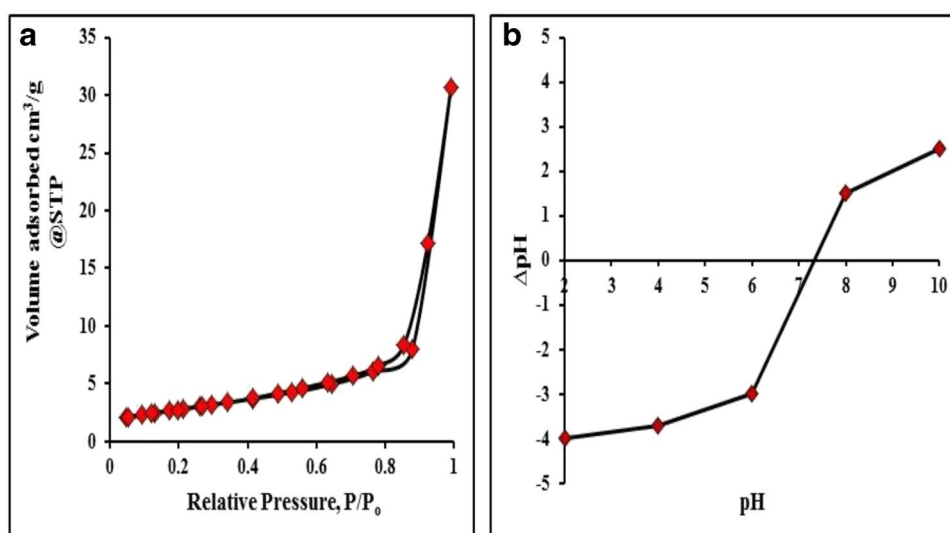 a
35
30
25
20
15
10
5
0
0 0.2 0.4 0.6 0.8 1
Volume adsorbed cm³/g
@STP
Relative Pressure, P/P₀
b
5
4
3
2
1
0
-1
-2
-3
-4
-5
2 3 4 5 6 7 8 9 10
ΔpH
pH